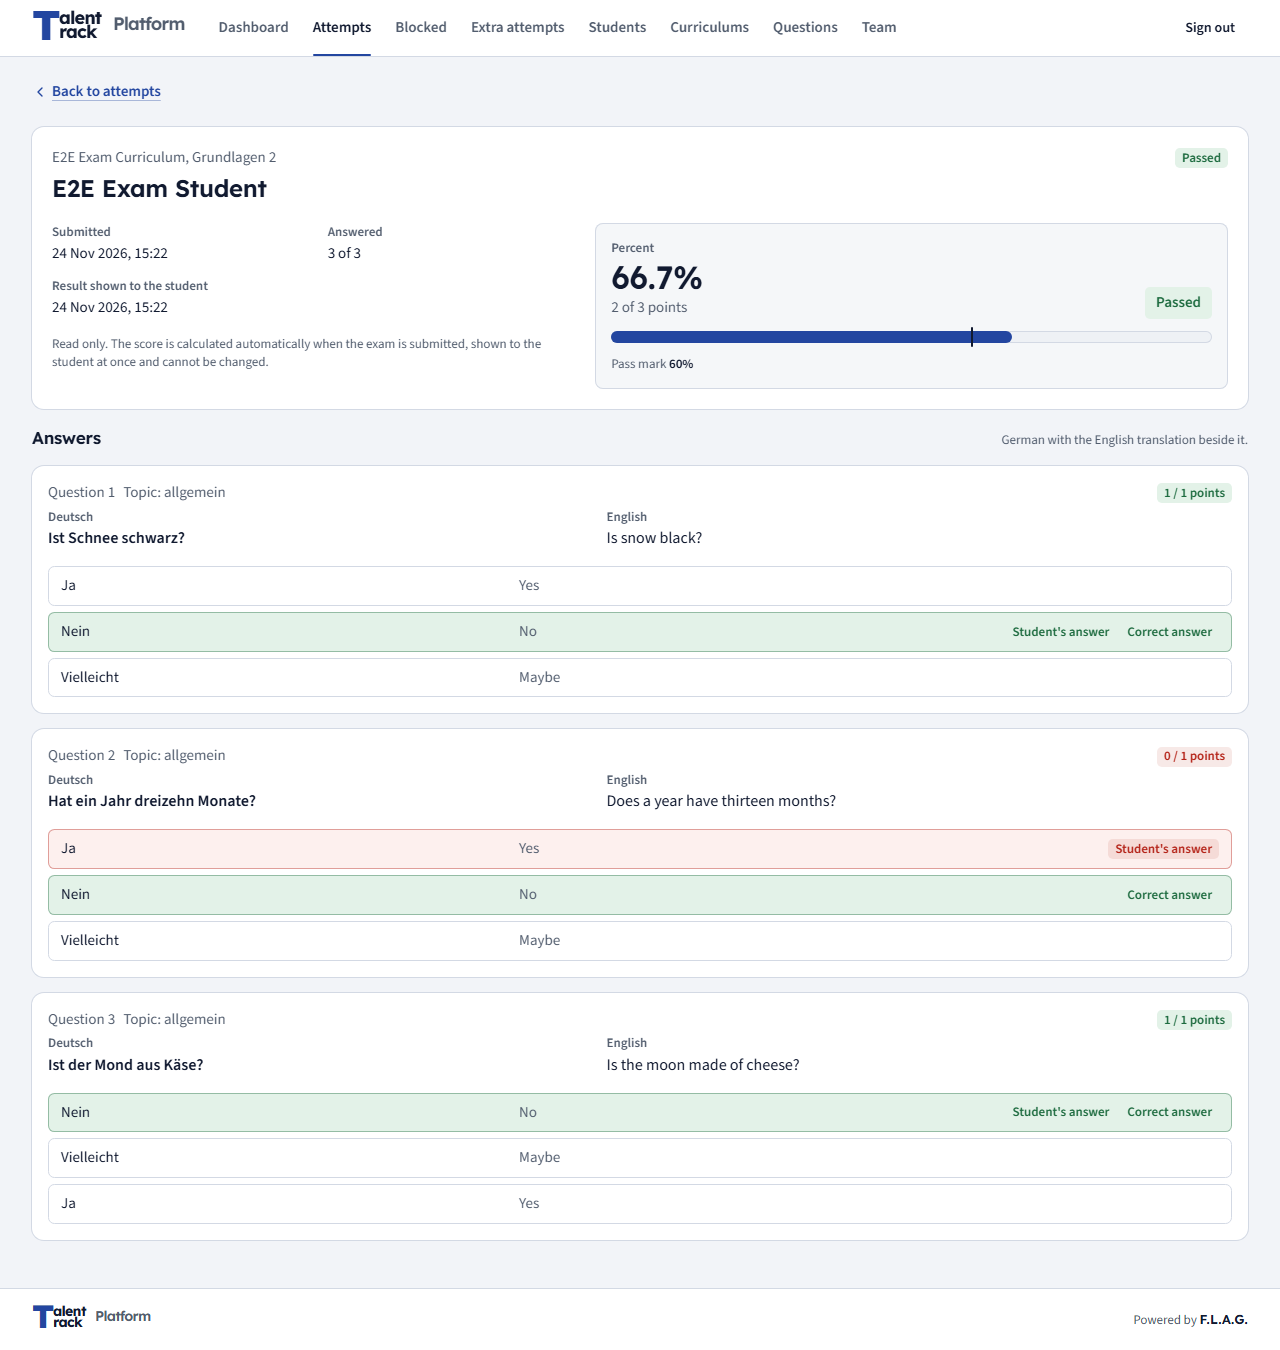 Talent Track Platform Dashboard Attempts Blocked Extra attempts Students Curriculums Questions Team Sign out
Back to attempts
E2E Exam Curriculum, Grundlagen 2 Passed
E2E Exam Student
Submitted Answered
24 Nov 2026, 15:22 3 of 3
Result shown to the student
24 Nov 2026, 15:22
Read only. The score is calculated automatically when the exam is submitted, shown to the
student at once and cannot be changed.
Percent
66.7%
2 of 3 points Passed
Pass mark 60%
Answers German with the English translation beside it.
Question 1 Topic: allgemein 1 / 1 points
Deutsch English
Ist Schnee schwarz? Is snow black?
Ja Yes
Nein No Student's answer Correct answer
Vielleicht Maybe
Question 2 Topic: allgemein 0 / 1 points
Deutsch English
Hat ein Jahr dreizehn Monate? Does a year have thirteen months?
Ja Yes Student's answer
Nein No Correct answer
Vielleicht Maybe
Question 3 Topic: allgemein 1 / 1 points
Deutsch English
Ist der Mond aus Käse? Is the moon made of cheese?
Nein No Student's answer Correct answer
Vielleicht Maybe
Ja Yes
Talent Track Platform Powered by F.L.A.G.